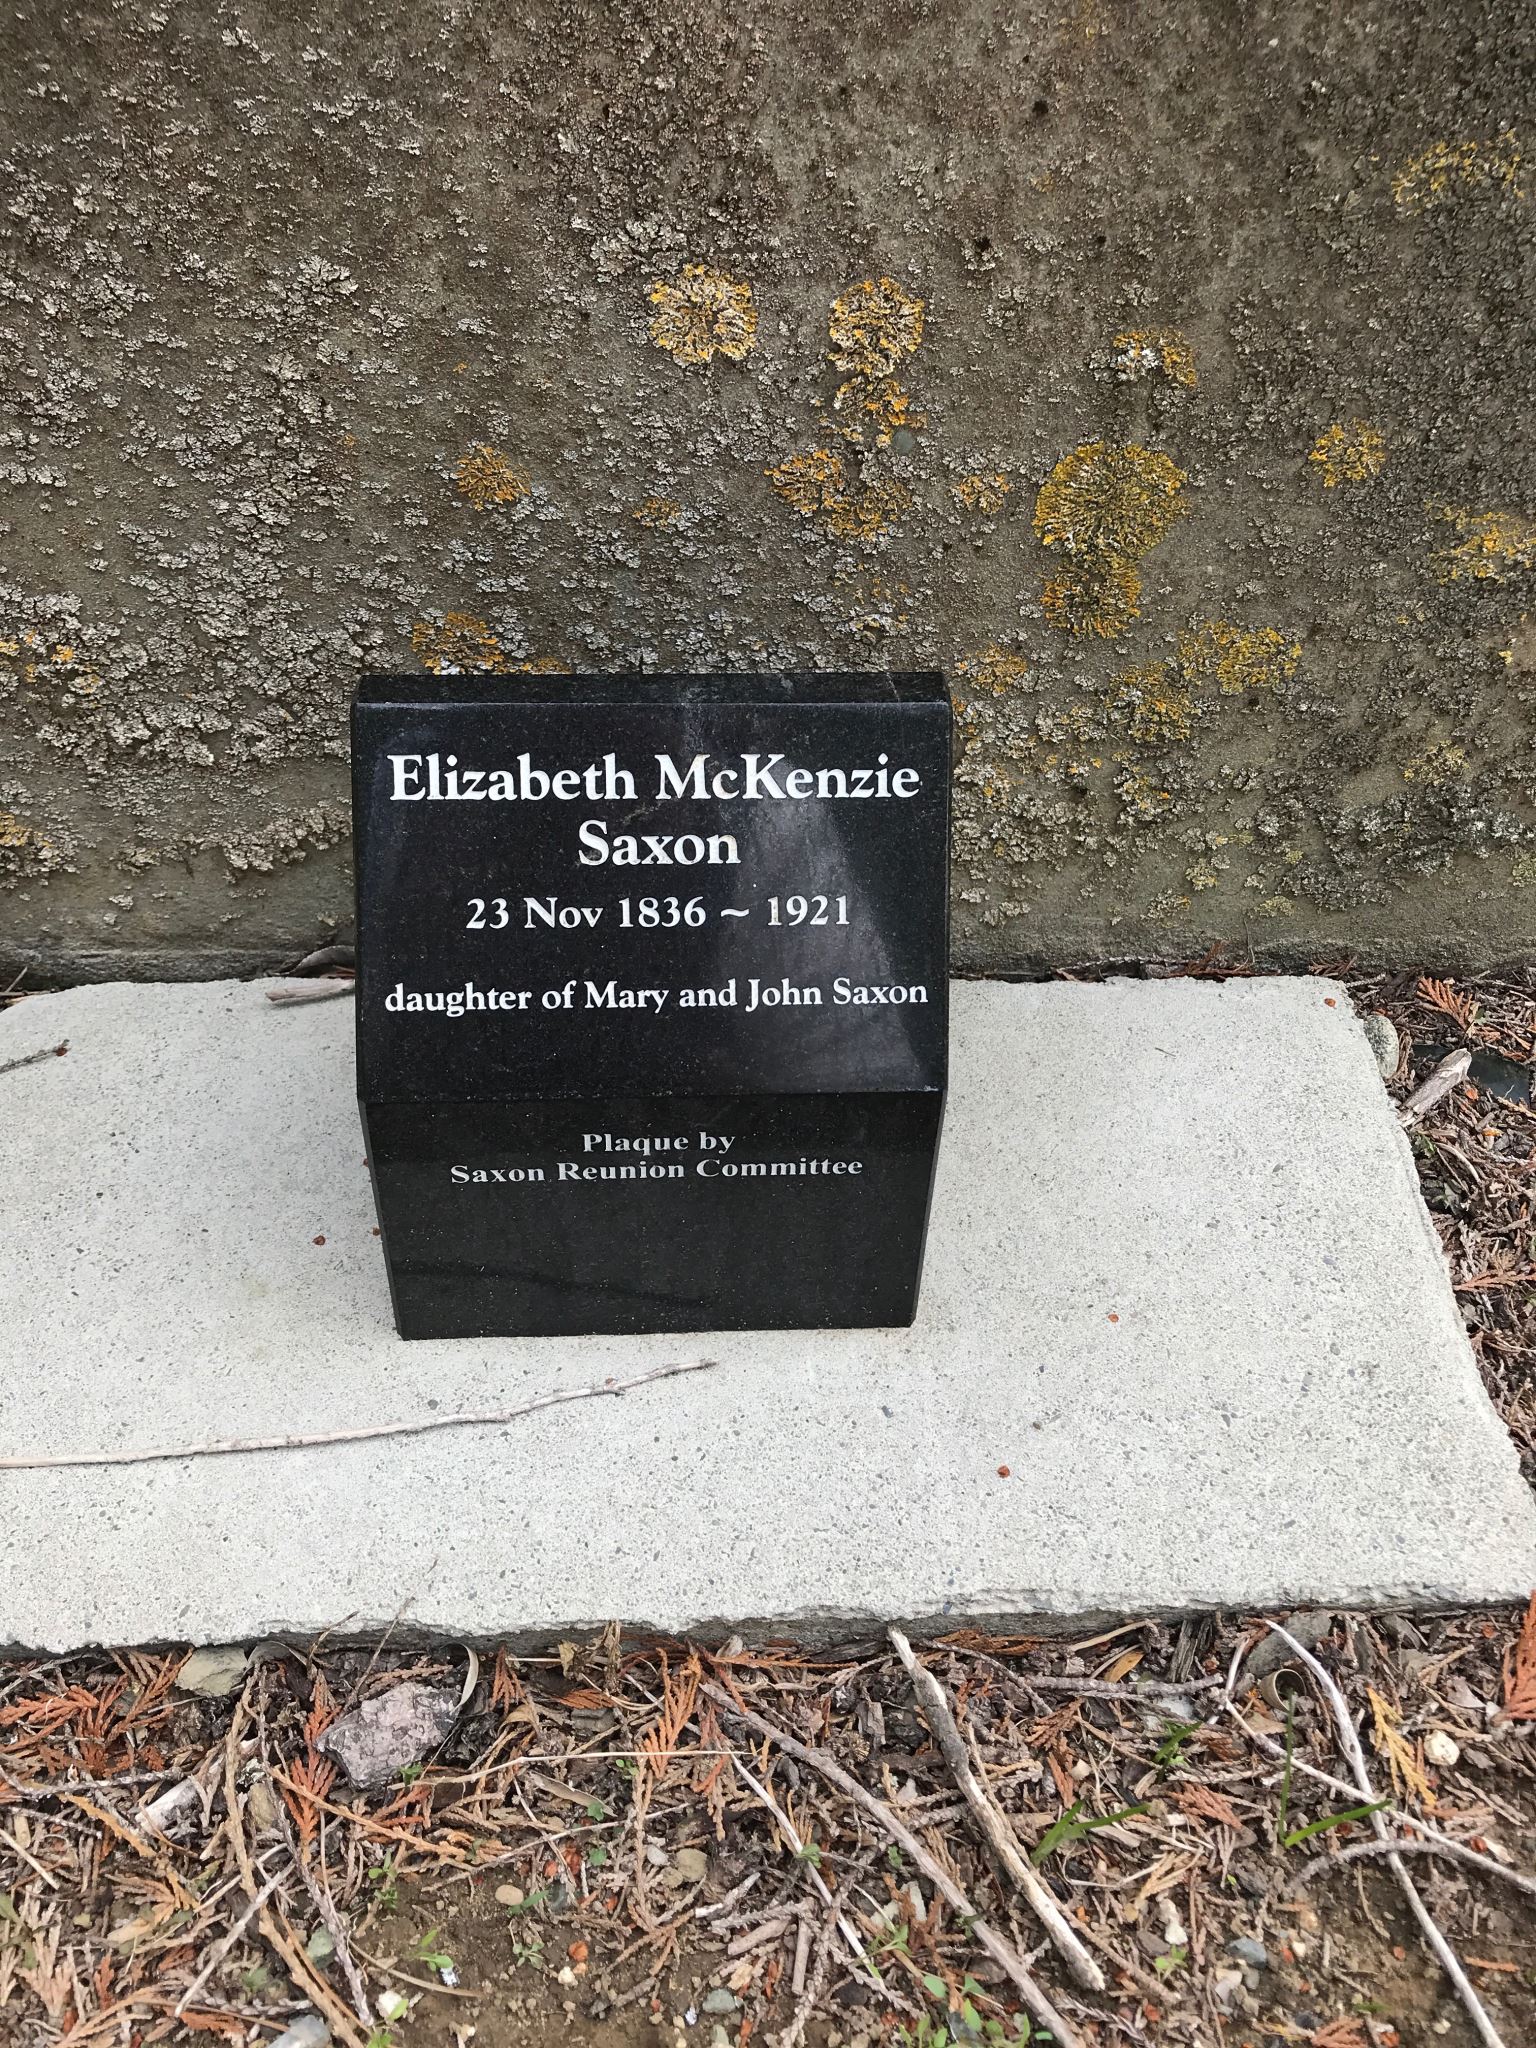 Elizabeth McKenzie
Saxon
23 Nov 1836 ~ 1921
daughter of Mary and John Saxon
Plaque by
Saxon Reunion Committee